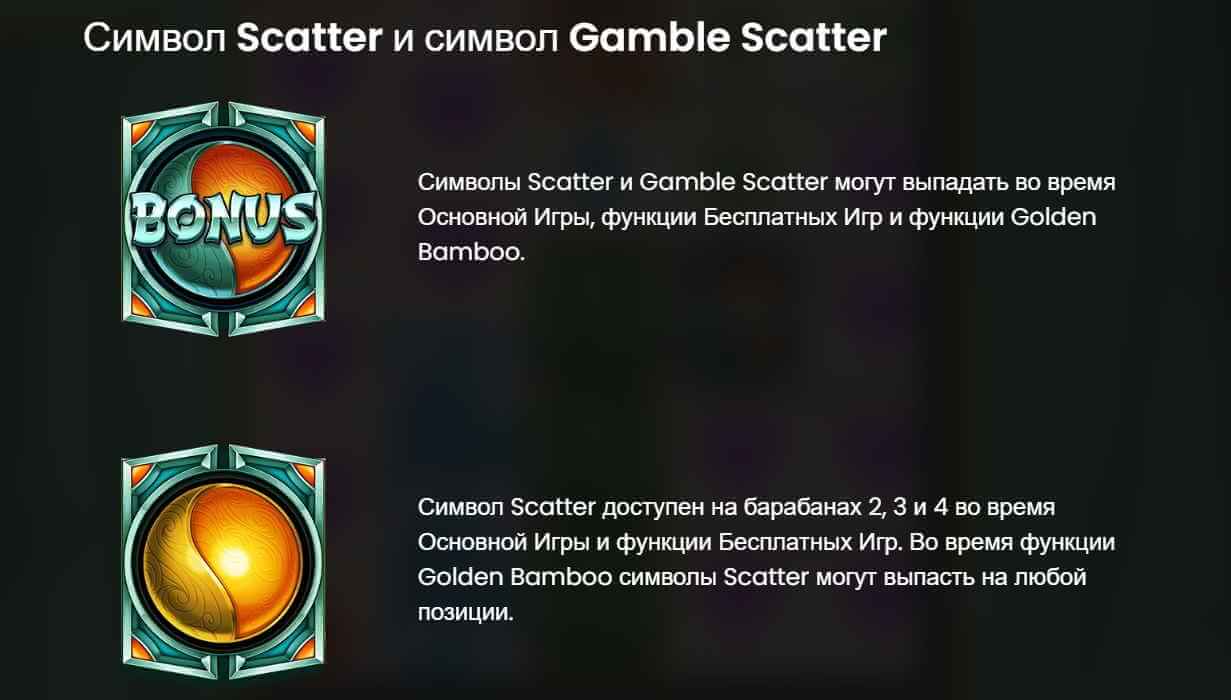 Символ Scatter и символ Gamble Scatter
BONUS
Символы Scatter и Gamble Scatter могут выпадать во время
Основной Игры, функции Бесплатных Игр и функции Golden
Bamboo.
Символ Scatter доступен на барабанах 2, 3 и 4 во время
Основной Игры и функции Бесплатных Игр. Во время функции
Golden Bamboo символы Scatter могут выпасть на любой
позиции.